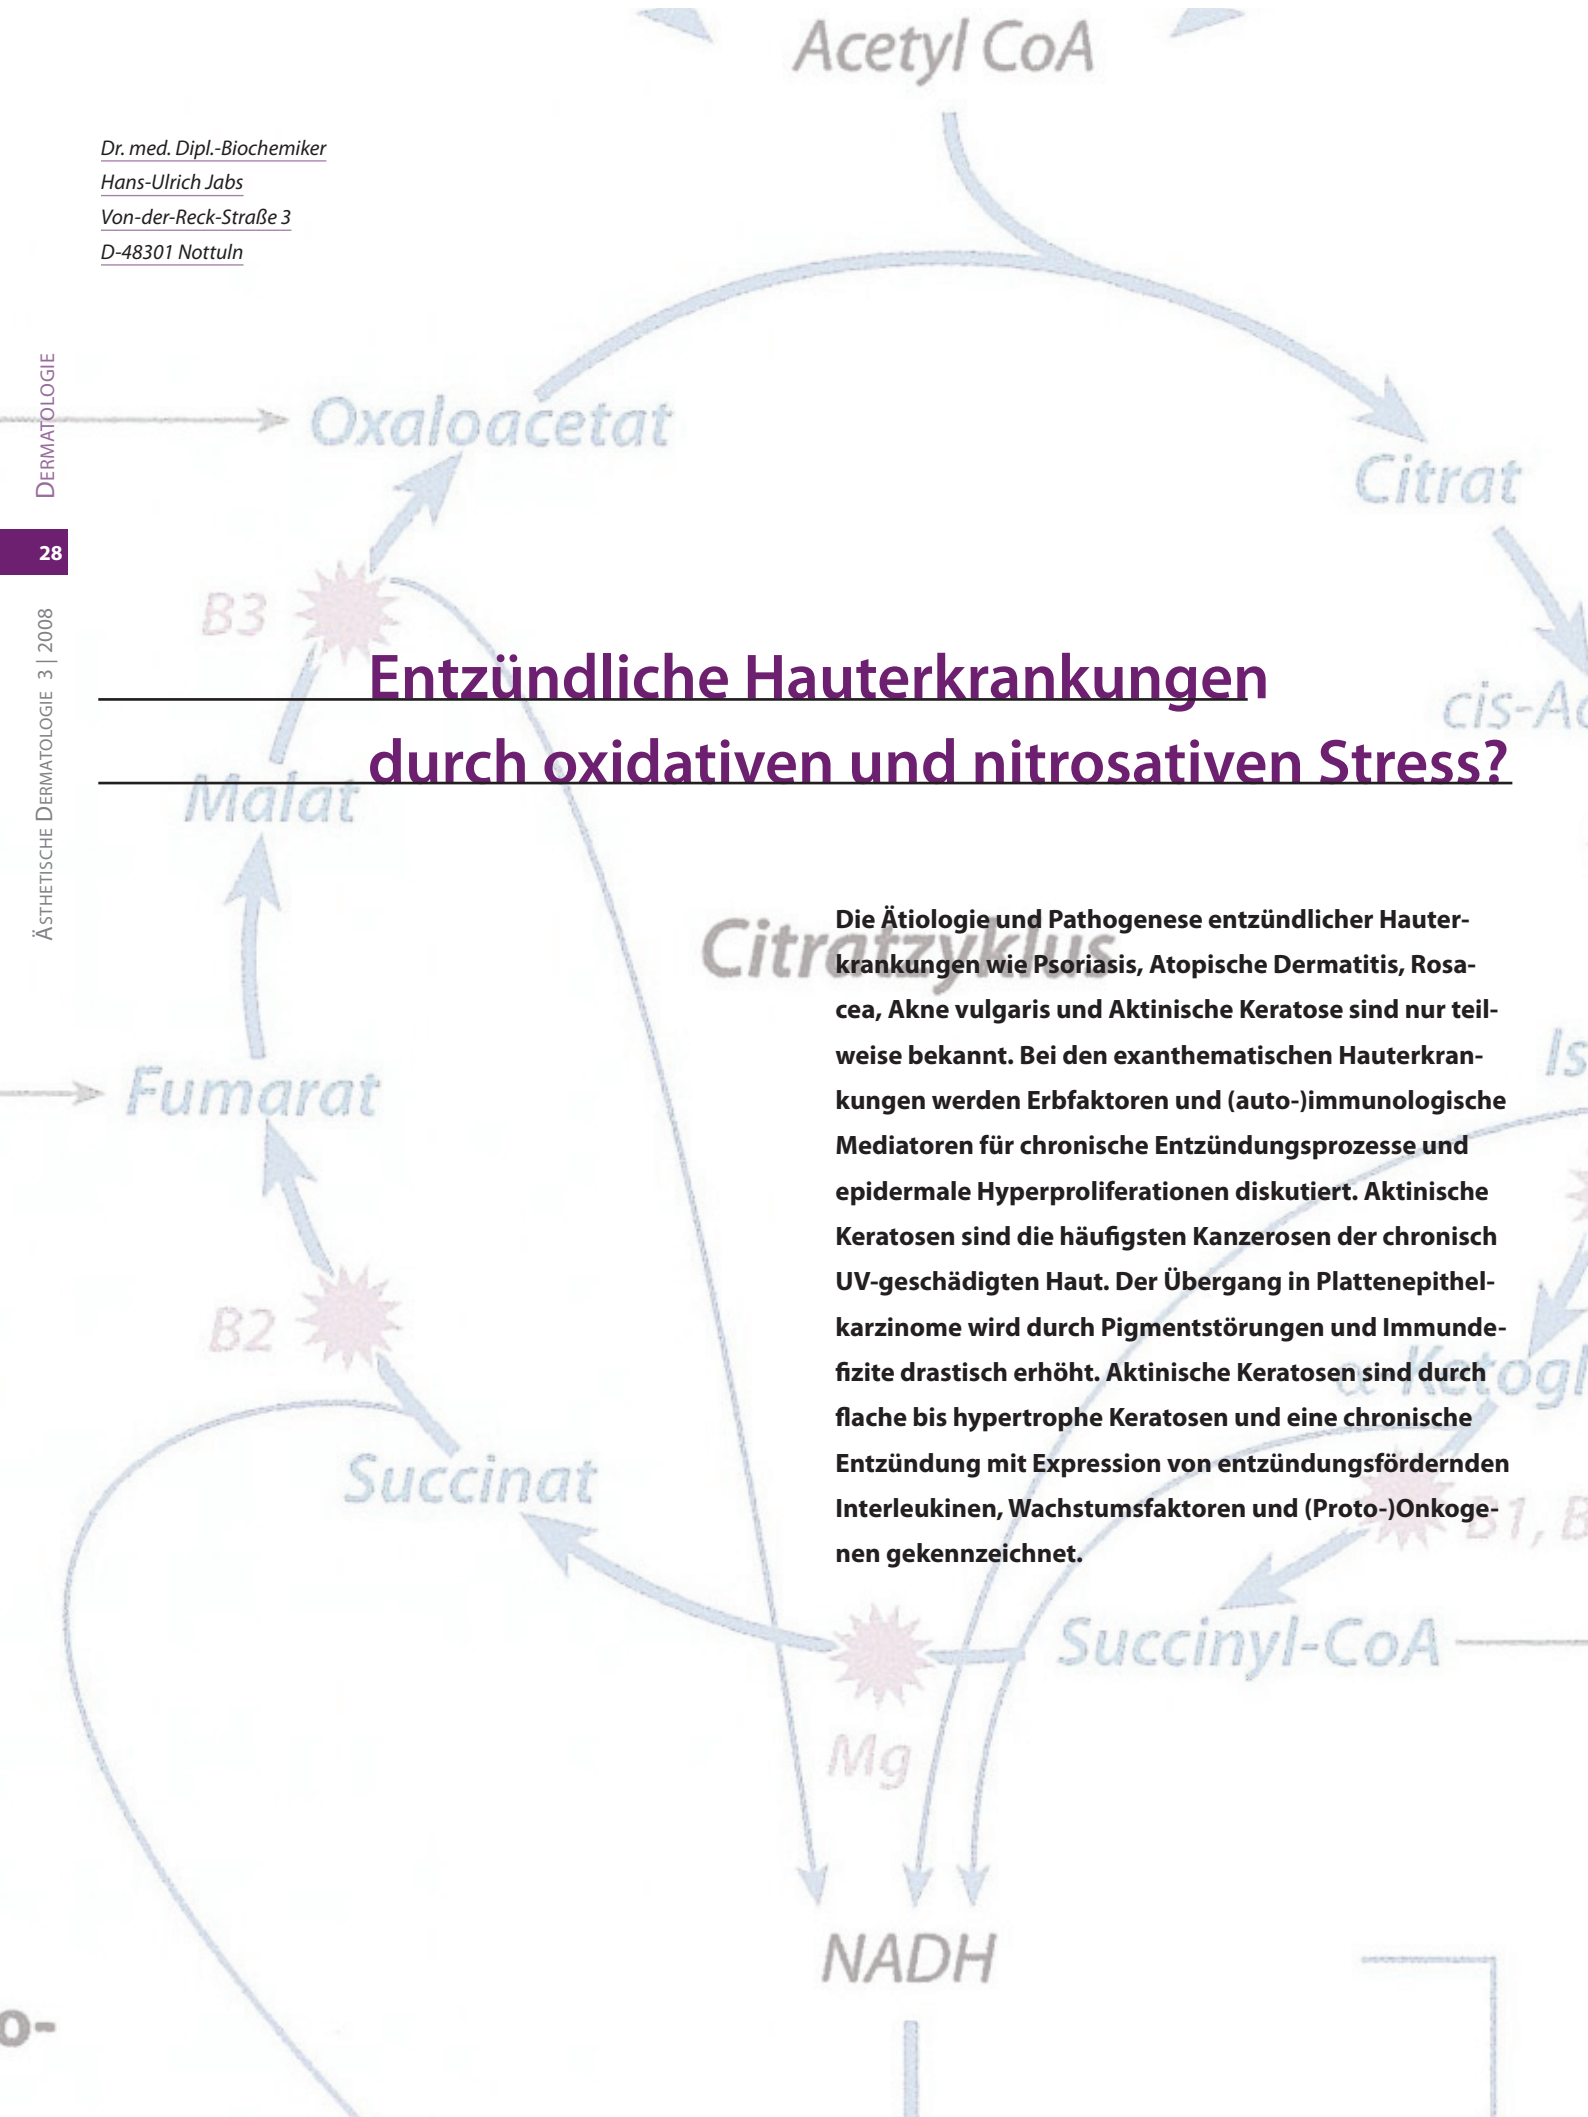 Acetyl CoA
Dr. med. Dipl.-Biochemiker
Hans-Ulrich Jabs
Von-der-Reck-Straße 3
D-48301 Nottuln
DERMATOLOGIE
28
ÄSTHETISCHE DERMATOLOGIE 3 | 2008
Oxaloacetat
Citrat
B3
Entzündliche Hauterkrankungen
durch oxidativen und nitrosativen Stress?
cis-Ac
Malat
Citratzyklus
Die Ätiologie und Pathogenese entzündlicher Hauter-
krankungen wie Psoriasis, Atopische Dermatitis, Rosa-
cea, Akne vulgaris und Aktinische Keratose sind nur teil-
weise bekannt. Bei den exanthematischen Hauterkran-
kungen werden Erbfaktoren und (auto-)immunologische
Mediatoren für chronische Entzündungsprozesse und
epidermale Hyperproliferationen diskutiert. Aktinische
Keratosen sind die häufigsten Kanzerosen der chronisch
UV-geschädigten Haut. Der Übergang in Plattenepithel-
karzinome wird durch Pigmentstörungen und Immunde-
fizite drastisch erhöht. Aktinische Keratosen sind durch
flache bis hypertrophe Keratosen und eine chronische
Entzündung mit Expression von entzündungsfördernden
Interleukinen, Wachstumsfaktoren und (Proto-)Onkoge-
nen gekennzeichnet.
Is
Fumarat
B2
α-Ketogl
Succinat
B1, B
Succinyl-CoA
Mg
NADH
o-